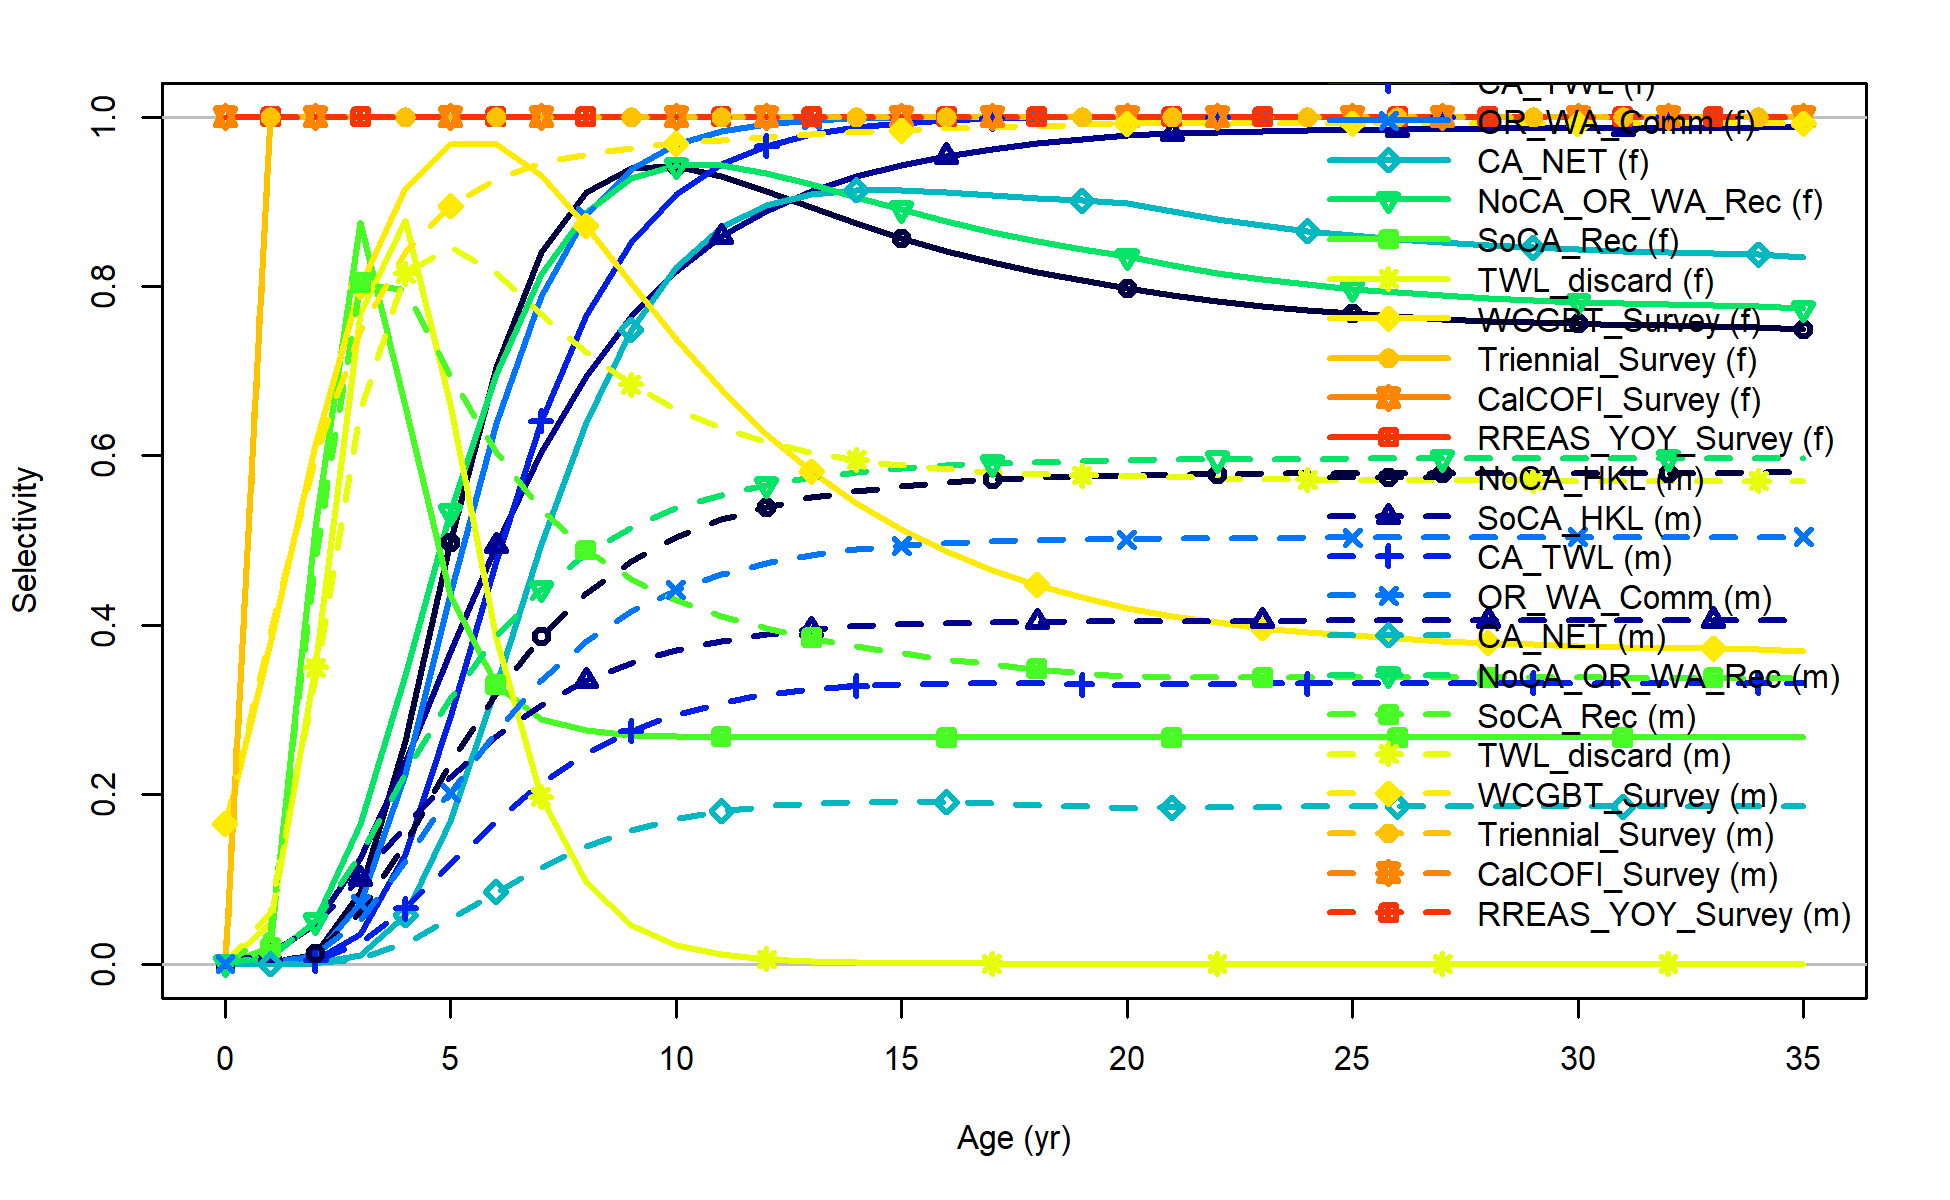 CA_TWL (f)
OR_WA_Comm (f)
CA_NET (f)
NoCA_OR_WA_Rec (f)
SoCA_Rec (f)
TWL_discard (f)
WCGBT_Survey (f)
Triennial_Survey (f)
CalCOFI_Survey (f)
RREAS_YOY_Survey (f)
NoCA_HKL (m)
SoCA_HKL (m)
CA_TWL (m)
OR_WA_Comm (m)
CA_NET (m)
NoCA_OR_WA_Rec (m)
SoCA_Rec (m)
TWL_discard (m)
WCGBT_Survey (m)
Triennial_Survey (m)
CalCOFI_Survey (m)
RREAS_YOY_Survey (m)
Selectivity
1.0
0.8
0.6
0.4
0.2
0.0
0 5 10 15 20 25 30 35
Age (yr)